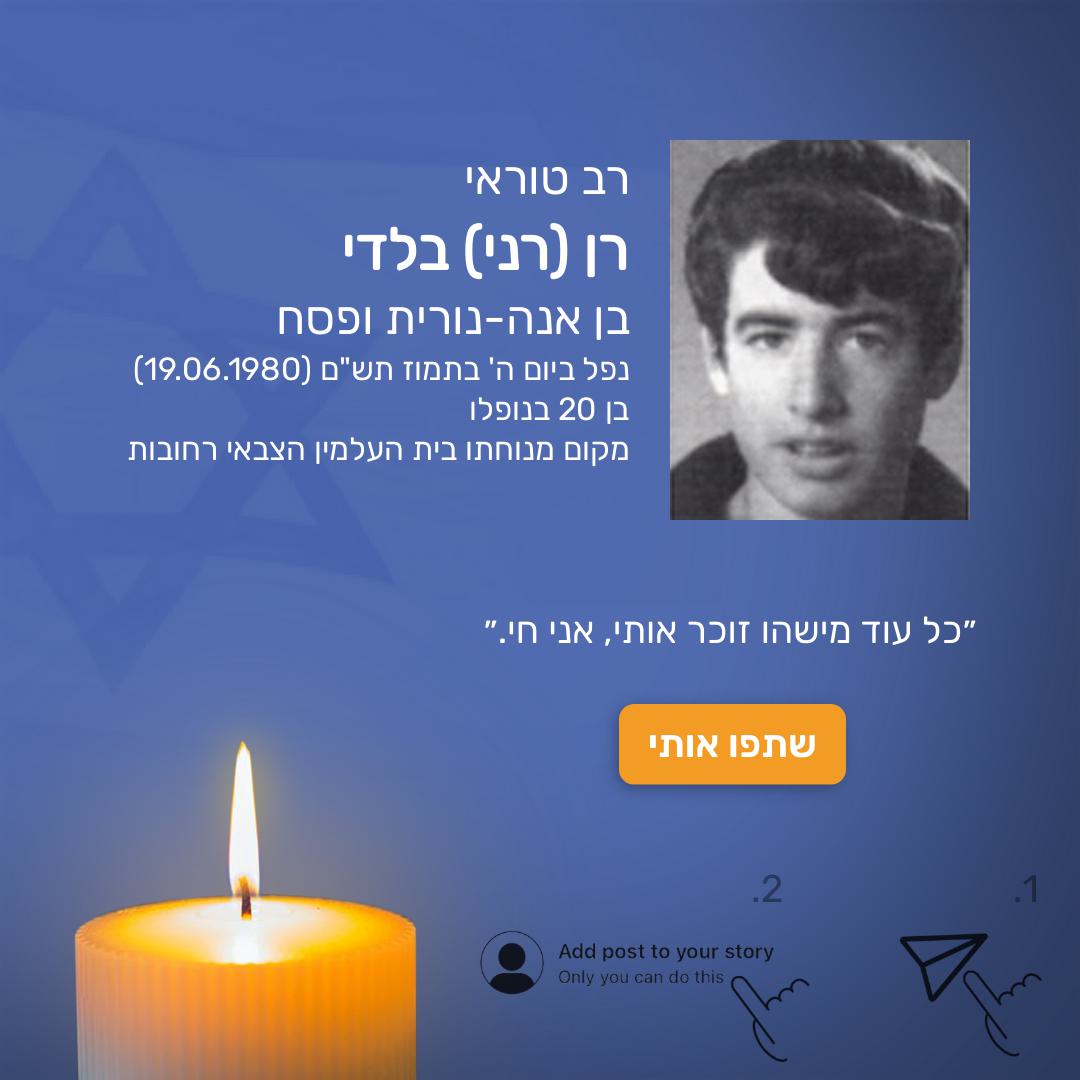 רב טוראי
רן (רני) בלדי
בן אנה-נורית ופסח
נפל ביום ה' בתמוז תש"ם (19.06.1980)
בן 20 בנופלו
מקום מנוחתו בית העלמין הצבאי רחובות
״כל עוד מישהו זוכר אותי, אני חי.״
שתפו אותי
.1
.2
Add post to your story
Only you can do this